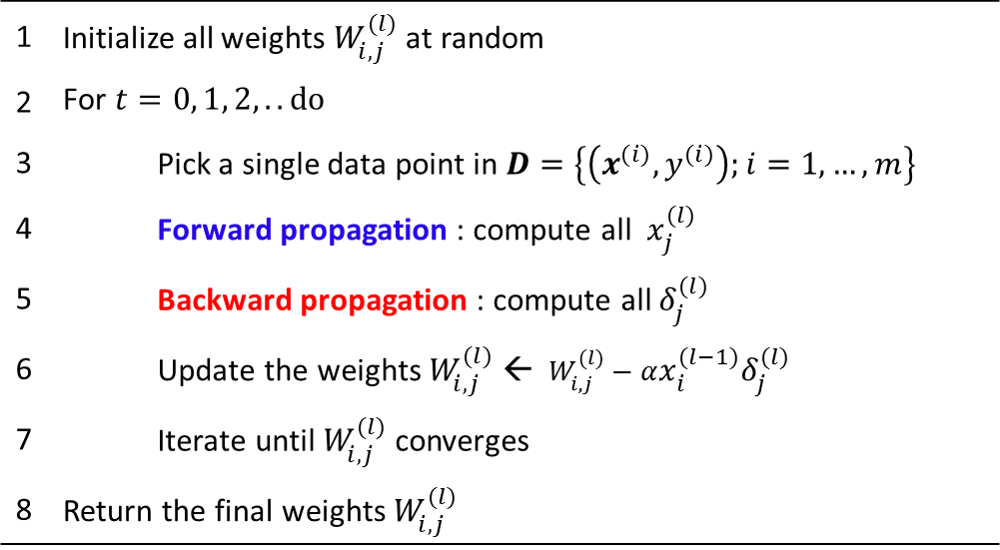 1 Initialize all weights $W_{i,j}^{(l)}$ at random
2 For $t = 0, 1, 2, . . \text{do}$
3 Pick a single data point in $\boldsymbol{D} = \{(\boldsymbol{x}^{(i)}, y^{(i)}); i = 1, \ldots, m\}$
4 Forward propagation : compute all $x_j^{(l)}$
5 Backward propagation : compute all $\delta_j^{(l)}$
6 Update the weights $W_{i,j}^{(l)}$ ← $W_{i,j}^{(l)} - \alpha x_i^{(l-1)} \delta_j^{(l)}$
7 Iterate until $W_{i,j}^{(l)}$ converges
8 Return the final weights $W_{i,j}^{(l)}$